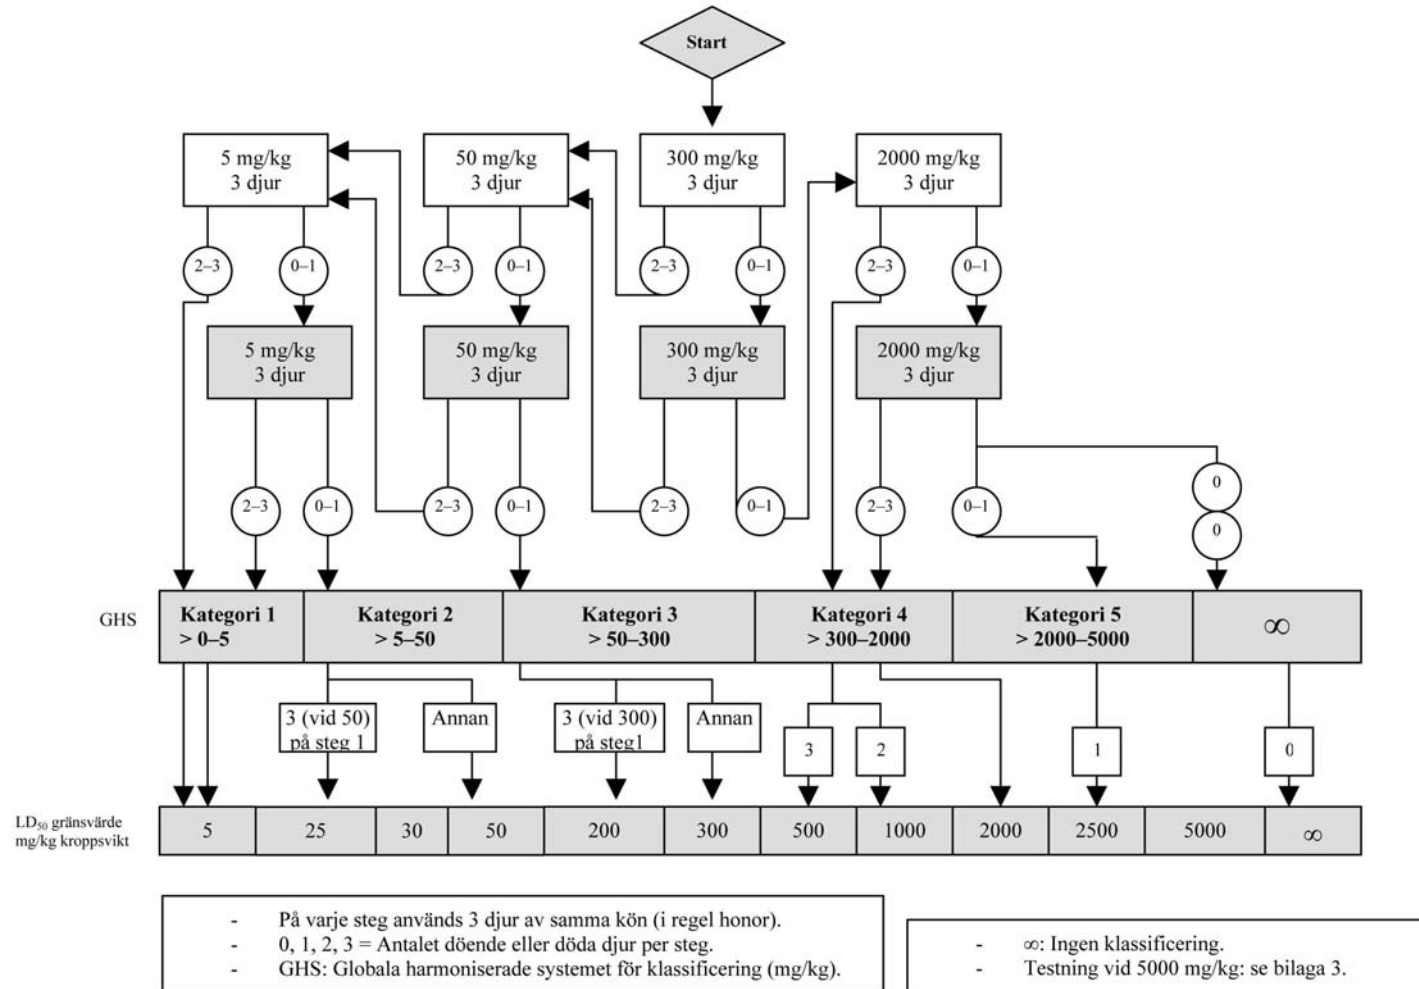 Start
5 mg/kg
3 djur
50 mg/kg
3 djur
300 mg/kg
3 djur
2000 mg/kg
3 djur
2–3
0–1
2–3
0–1
2–3
0–1
2–3
0–1
5 mg/kg
3 djur
50 mg/kg
3 djur
300 mg/kg
3 djur
2000 mg/kg
3 djur
2–3
0–1
2–3
0–1
2–3
0–1
2–3
0–1
0
0
GHS
Kategori 1
> 0–5
Kategori 2
> 5–50
Kategori 3
> 50–300
Kategori 4
> 300–2000
Kategori 5
> 2000–5000
∞
3 (vid 50)
på steg 1
Annan
3 (vid 300)
på steg1
Annan
3
2
1
0
LD₅₀ gränsvärde
mg/kg kroppsvikt
5
25
30
50
200
300
500
1000
2000
2500
5000
∞
- På varje steg används 3 djur av samma kön (i regel honor).
- 0, 1, 2, 3 = Antalet döende eller döda djur per steg.
- GHS: Globala harmoniserade systemet för klassificering (mg/kg).
- ∞: Ingen klassificering.
- Testning vid 5000 mg/kg: se bilaga 3.